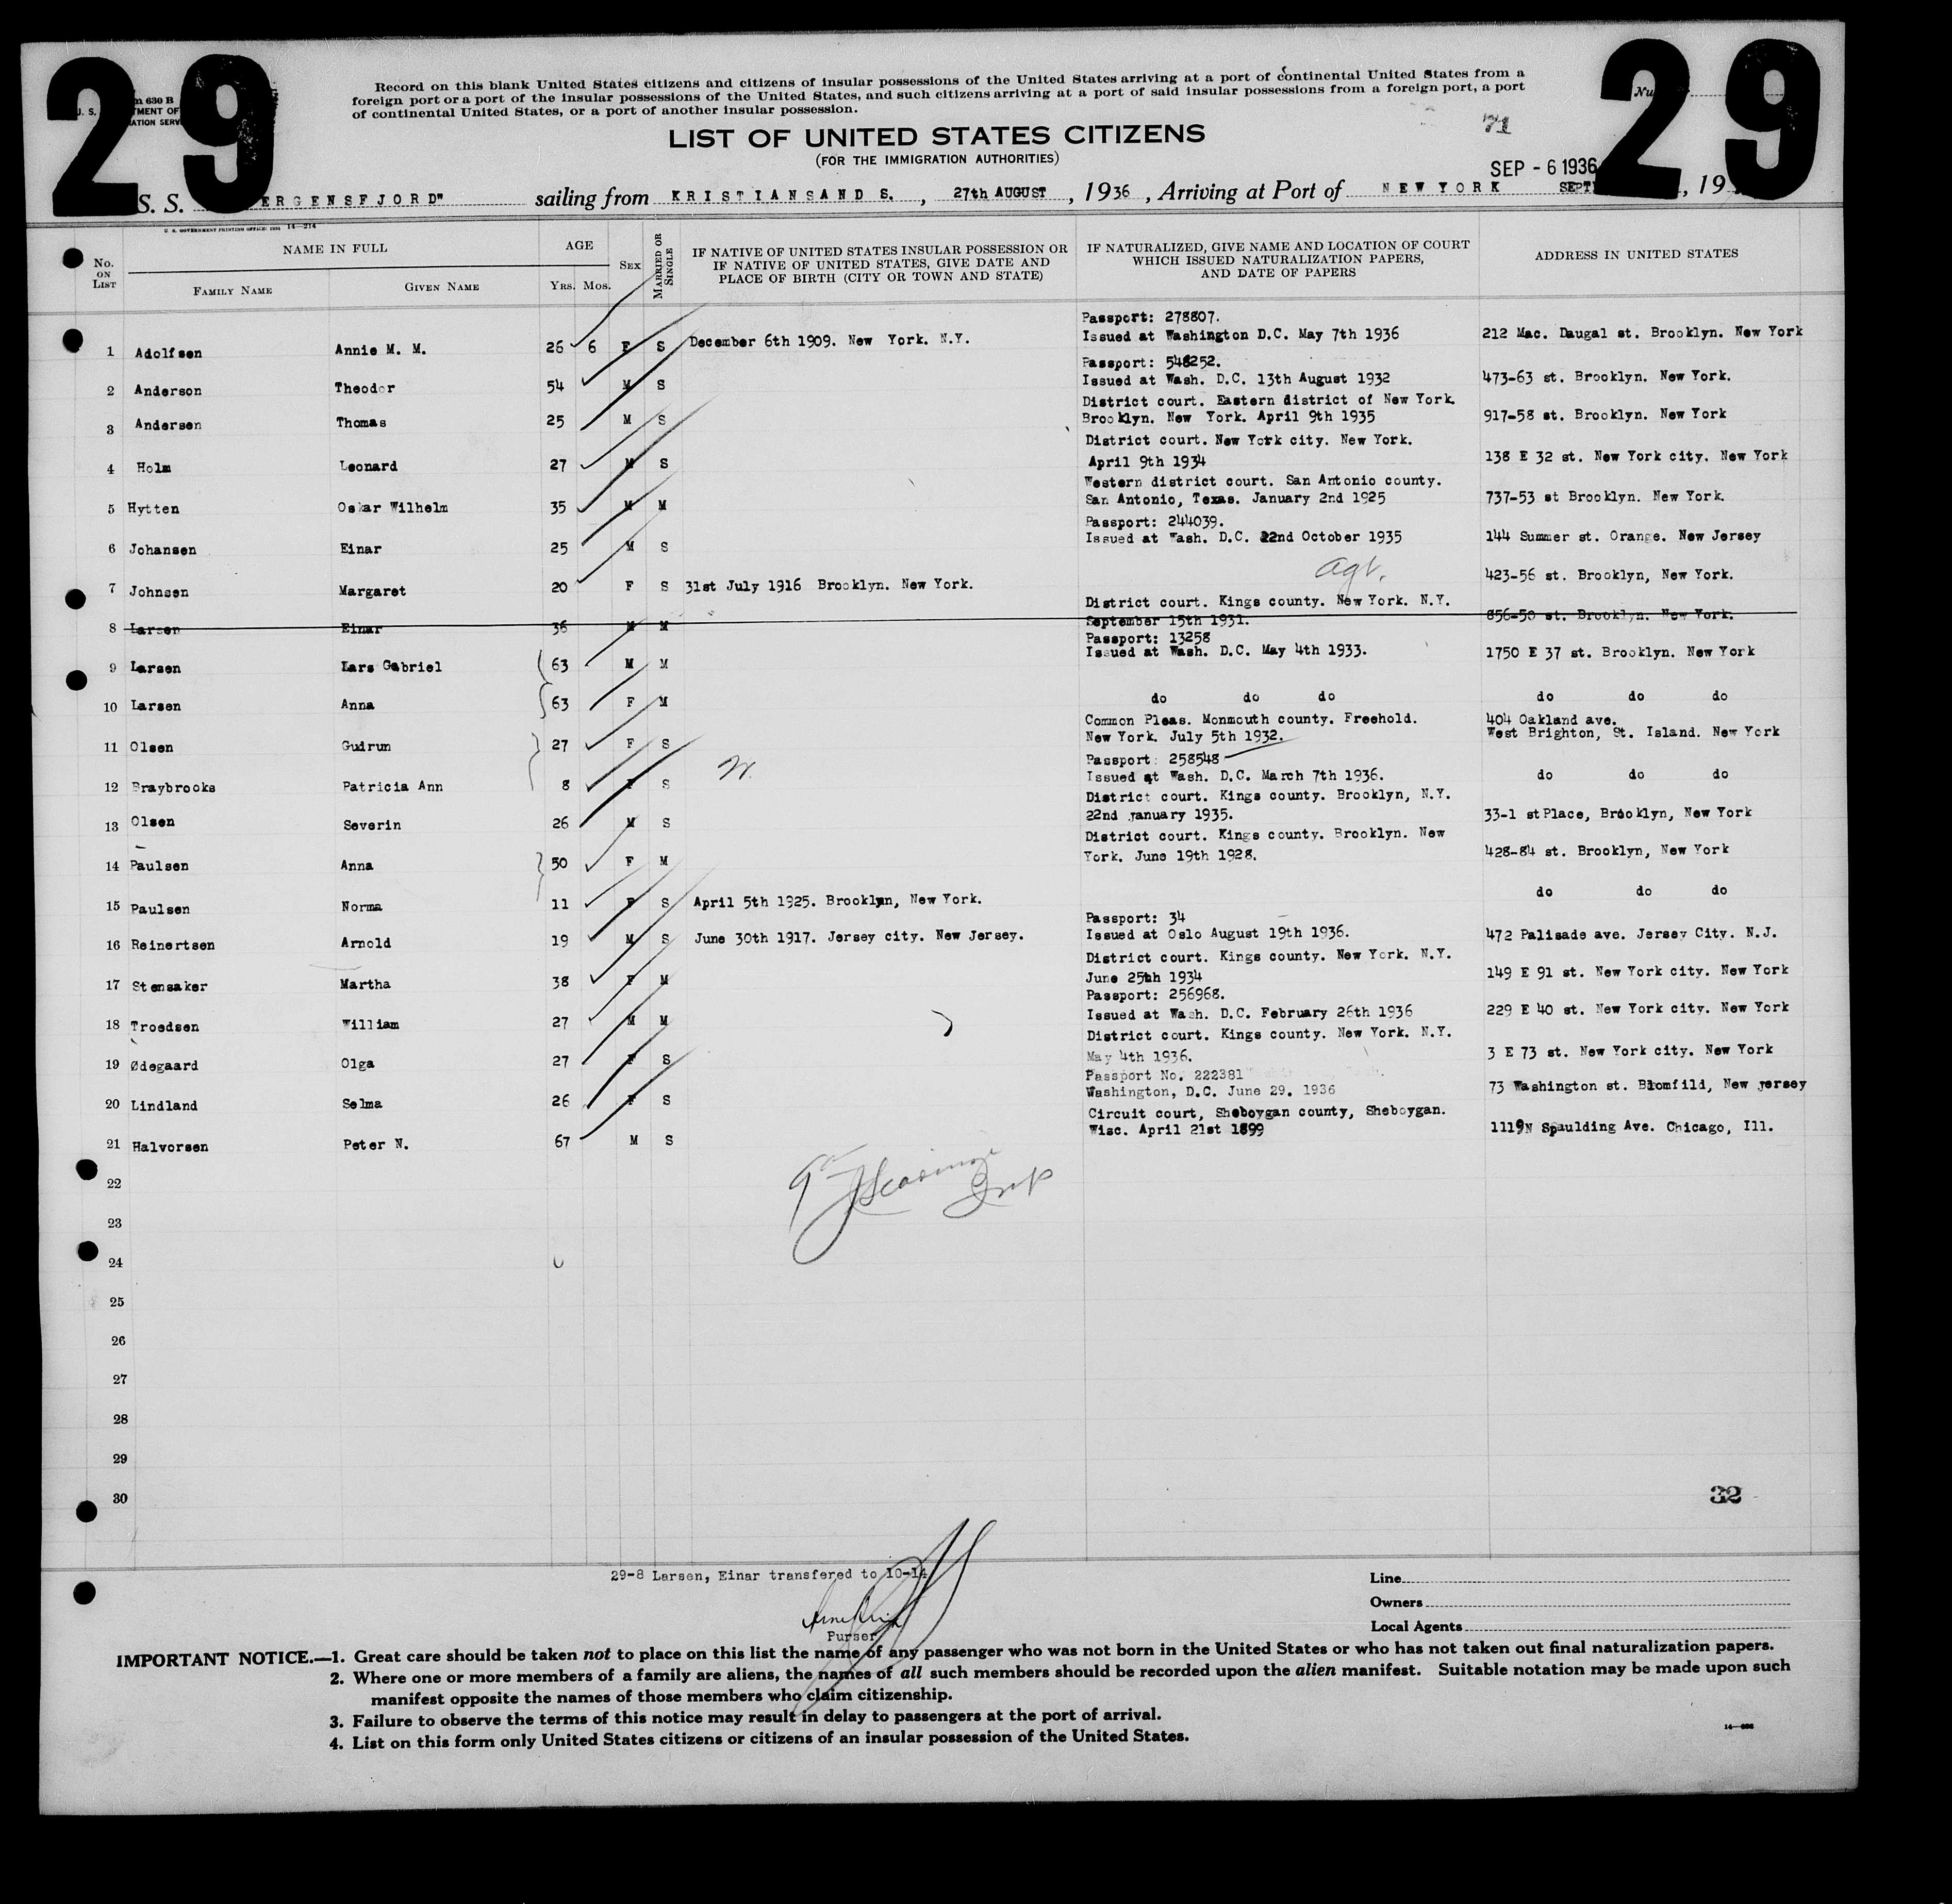 29
29
m 630 B
U. S.
TMENT OF
ATION SERV
Record on this blank United States citizens and citizens of insular possessions of the United States arriving at a port of continental United States from a
foreign port or a port of the insular possessions of the United States, and such citizens arriving at a port of said insular possessions from a foreign port, a port
of continental United States, or a port of another insular possession.
Nu
71
LIST OF UNITED STATES CITIZENS
(FOR THE IMMIGRATION AUTHORITIES)
SEP - 6 1936
S. S. ERGENSFJORD" sailing from KRISTIANSAND S. , 27th AUGUST , 1936 , Arriving at Port of NEW YORK SEPT , 19
U. S. GOVERNMENT PRINTING OFFICE: 1931 14—214
No. on List
NAME IN FULL
Family Name
Given Name
AGE
Yrs. Mos.
Sex
Married or Single
IF NATIVE OF UNITED STATES INSULAR POSSESSION OR
IF NATIVE OF UNITED STATES, GIVE DATE AND
PLACE OF BIRTH (CITY OR TOWN AND STATE)
IF NATURALIZED, GIVE NAME AND LOCATION OF COURT
WHICH ISSUED NATURALIZATION PAPERS,
AND DATE OF PAPERS
ADDRESS IN UNITED STATES
Passport: 278807.
1 Adolfsen Annie M. M. 26 6 F S December 6th 1909. New York. N.Y. Issued at Washington D.C. May 7th 1936 212 Mac. Daugal st. Brooklyn. New York
Passport: 548252.
2 Anderson Theodor 54 M S Issued at Wash. D.C. 13th August 1932 473-63 st. Brooklyn. New York.
District court. Eastern district of New York.
3 Andersen Thomas 25 M S Brooklyn. New York. April 9th 1935 917-58 st. Brooklyn. New York
District court. New York city. New York.
4 Holm Leonard 27 M S April 9th 1934 138 E 32 st. New York city. New York
Western district court. San Antonio county.
5 Hytten Oskar Wilhelm 35 M M San Antonio, Texas. January 2nd 1925 737-53 st Brooklyn. New York.
Passport: 244039.
6 Johansen Einar 25 M S Issued at Wash. D.C. 22nd October 1935 144 Summer st. Orange. New Jersey
agt.
7 Johnsen Margaret 20 F S 31st July 1916 Brooklyn. New York. 423-56 st. Brooklyn, New York.
District court. Kings county. New York. N.Y.
8 Larsen Einar 36 M M September 15th 1931. 856-50 st. Brooklyn. New York.
Passport: 13258
9 Larsen Lars Gabriel 63 M M Issued at Wash. D.C. May 4th 1933. 1750 E 37 st. Brooklyn. New York
10 Larsen Anna 63 F M do do do do do do
Common Pleas. Monmouth county. Freehold. 404 Oakland ave.
11 Olsen Gudrun 27 F S New York. July 5th 1932. West Brighton, St. Island. New York
Passport: 258548
12 Braybrooks Patricia Ann 8 F S Issued at Wash. D.C. March 7th 1936. do do do
District court. Kings county. Brooklyn, N.Y.
13 Olsen Severin 26 M S 22nd january 1935. 33-1 st Place, Brooklyn, New York
District court. Kings county. Brooklyn. New
14 Paulsen Anna 50 F M York. June 19th 1928. 428-84 st. Brooklyn, New York
15 Paulsen Norma 11 F S April 5th 1925. Brooklyn, New York. do do do
Passport: 34
16 Reinertsen Arnold 19 M S June 30th 1917. Jersey city. New Jersey. Issued at Oslo August 19th 1936. 472 Palisade ave. Jersey City. N.J.
District court. Kings county. New York. N.Y.
17 Stensaker Martha 38 F M June 25th 1934 149 E 91 st. New York city. New York
Passport: 256968.
18 Troedsen William 27 M M Issued at Wash. D.C. February 26th 1936 229 E 40 st. New York city. New York
District court. Kings county. New York. N.Y.
19 Ødegaard Olga 27 F S May 4th 1936. 3 E 73 st. New York city. New York
Passport No. 222381
20 Lindland Selma 26 F S Washington, D.C. June 29. 1936 73 Washington st. Blomfild, New jersey
Circuit court, Sheboygan county, Sheboygan.
21 Halvorsen Peter N. 67 M S Wisc. April 21st 1899 1119N Spaulding Ave. Chicago, Ill.
22
23
24
25
26
27
28
29
30
32
29-8 Larsen, Einar transfered to 10-14
Purser
Line
Owners
Local Agents
IMPORTANT NOTICE.—1. Great care should be taken not to place on this list the name of any passenger who was not born in the United States or who has not taken out final naturalization papers.
2. Where one or more members of a family are aliens, the names of all such members should be recorded upon the alien manifest. Suitable notation may be made upon such
manifest opposite the names of those members who claim citizenship.
3. Failure to observe the terms of this notice may result in delay to passengers at the port of arrival.
4. List on this form only United States citizens or citizens of an insular possession of the United States.